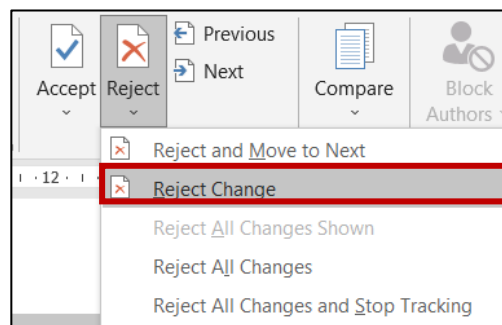 Accept
Reject
Previous
Next
Compare
Block
Authors
Reject and Move to Next
12
Reject Change
Reject All Changes Shown
Reject All Changes
Reject All Changes and Stop Tracking